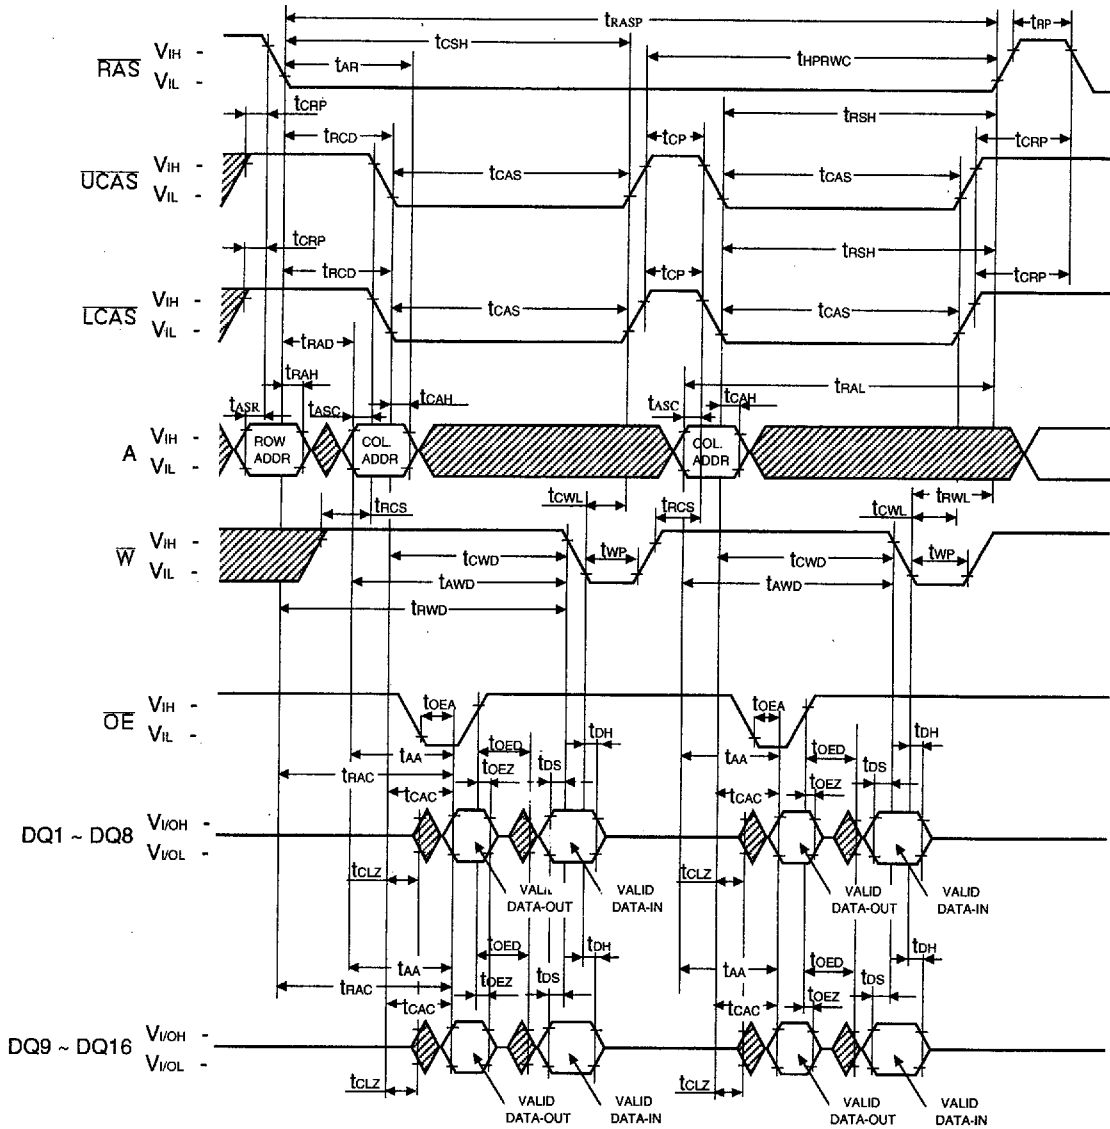 tRASP
tRP
tCSH
tAR
tHPRWC
RAS
VIH -
VIL -
tCRP
tRCD
tCP
tRSH
tCRP
UCAS
VIH -
VIL -
tCAS
tCAS
tCRP
tRCD
tCP
tRSH
tCRP
LCAS
VIH -
VIL -
tCAS
tCAS
tRAD
tRAH
tRAL
tASR
tASC
tCAH
tASC
tCAH
A
VIH -
VIL -
ROW ADDR
COL. ADDR
COL. ADDR
tRCS
tCWL
tRCS
tCWL
tRWL
W
VIH -
VIL -
tCWD
tWP
tCWD
tWP
tAWD
tAWD
tRWD
OE
VIH -
VIL -
tOEA
tOEA
tAA
tOED
tDH
tAA
tOED
tDH
tRAC
tOEZ
tDS
tOEZ
tDS
tCAC
tCAC
DQ1 ~ DQ8
VI/OH -
VI/OL -
tCLZ
VALID DATA-OUT
VALID DATA-IN
tCLZ
VALID DATA-OUT
VALID DATA-IN
tOED
tDH
tOED
tDH
tAA
tAA
tRAC
tOEZ
tDS
tOEZ
tDS
tCAC
tCAC
DQ9 ~ DQ16
VI/OH -
VI/OL -
tCLZ
VALID DATA-OUT
VALID DATA-IN
tCLZ
VALID DATA-OUT
VALID DATA-IN